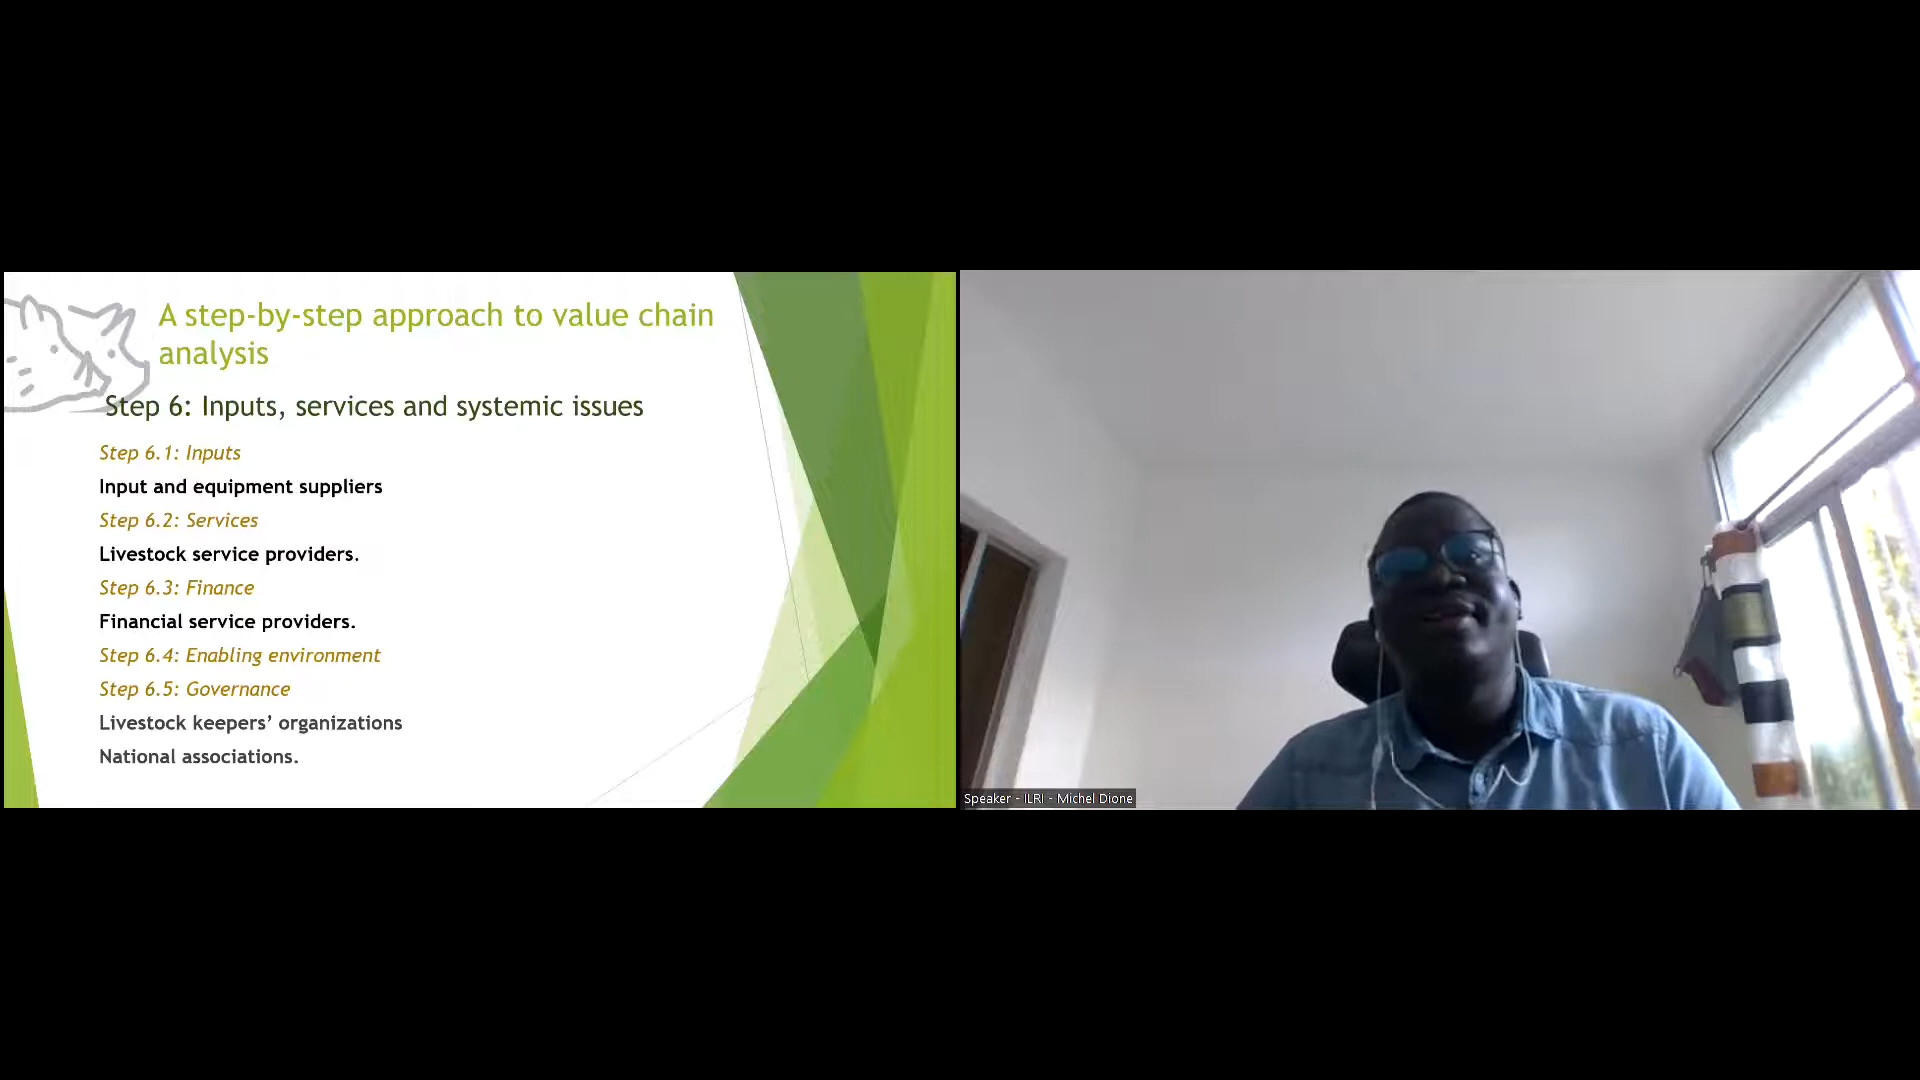 A step-by-step approach to value chain
analysis
Step 6: Inputs, services and systemic issues
Step 6.1: Inputs
Input and equipment suppliers
Step 6.2: Services
Livestock service providers.
Step 6.3: Finance
Financial service providers.
Step 6.4: Enabling environment
Step 6.5: Governance
Livestock keepers’ organizations
National associations.
Speaker - ILRI - Michel Dione